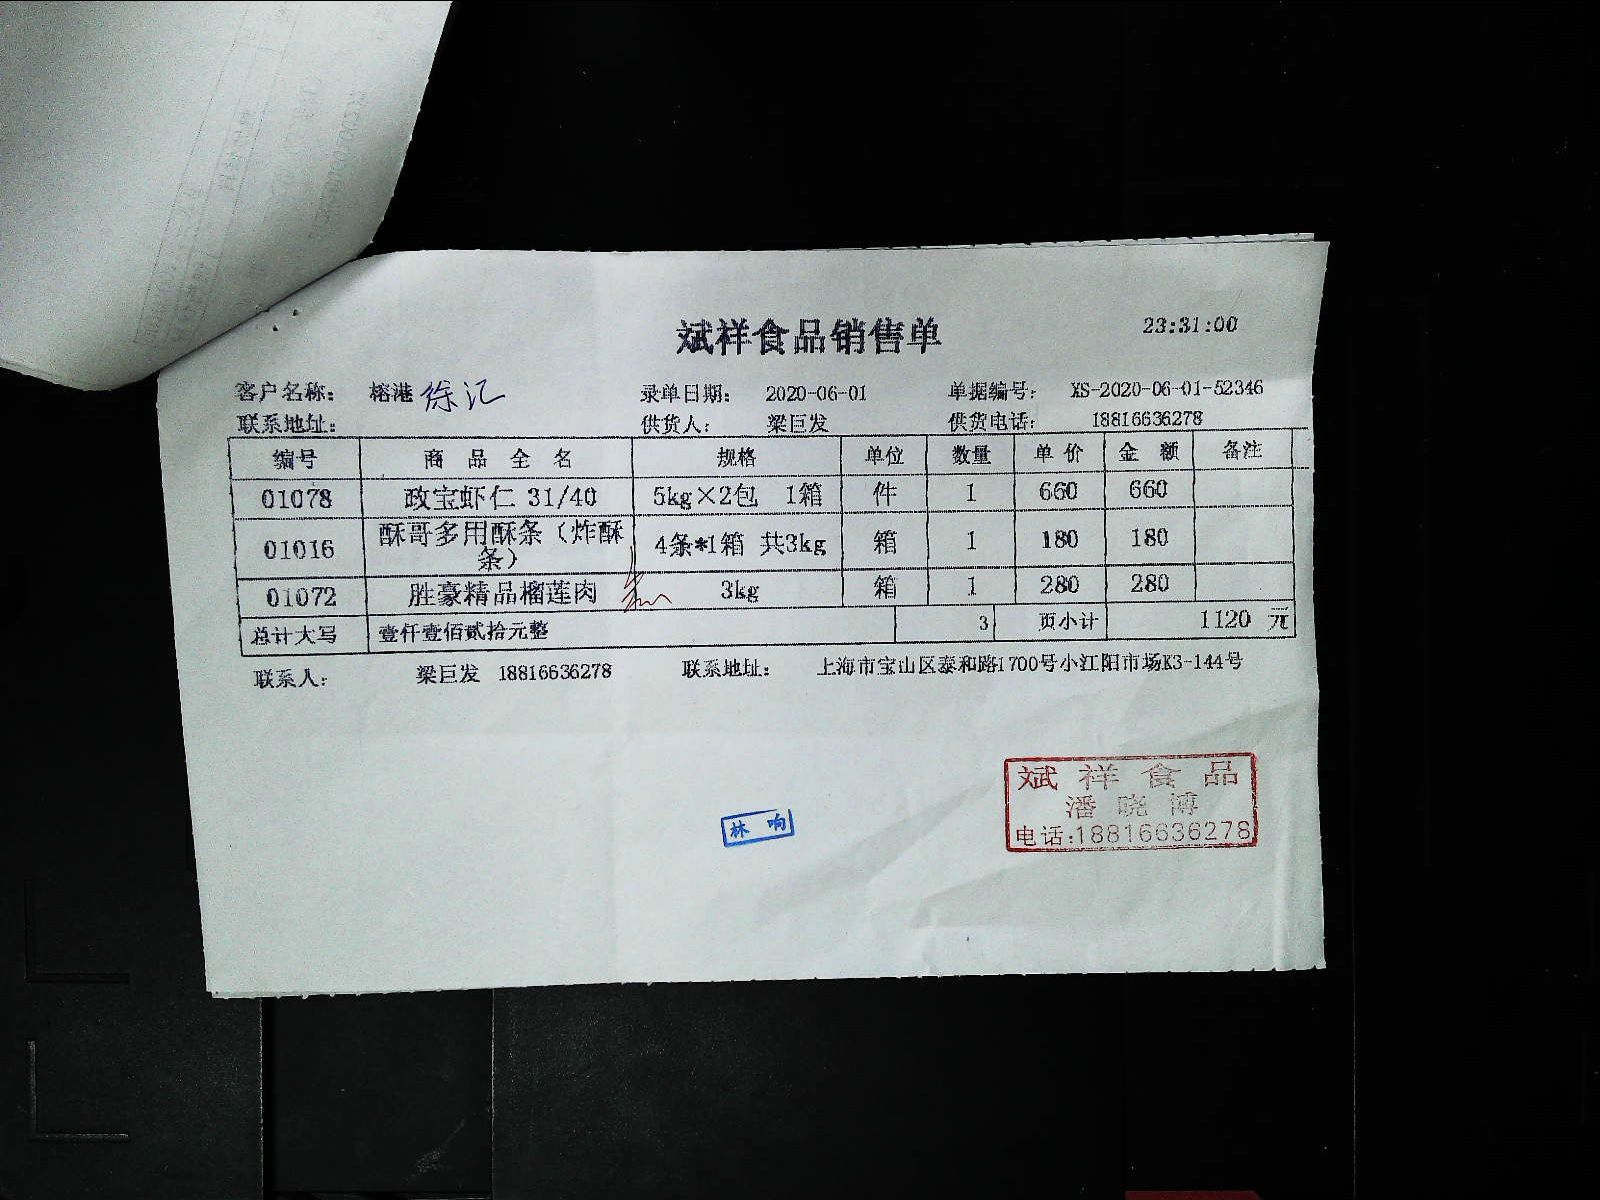 斌祥食品销售单
23:31:00
客户名称： 榕港 徐汇 录单日期： 2020-06-01 单据编号： XS-2020-06-01-52346
联系地址： 供货人： 梁巨发 供货电话： 18816636278
编号 商品全名 规格 单位 数量 单价 金额 备注
01078 政宝虾仁 31/40 5kg×2包 1箱 件 1 660 660
01016 酥哥多用酥条（炸酥条） 4条*1箱 共3kg 箱 1 180 180
01072 胜豪精品榴莲肉 3kg 箱 1 280 280
总计大写 壹仟壹佰贰拾元整 3 页小计 1120 元
联系人： 梁巨发 18816636278 联系地址： 上海市宝山区泰和路1700号小江阳市场K3-144号
斌祥食品
潘晓博
电话:18816636278
林响